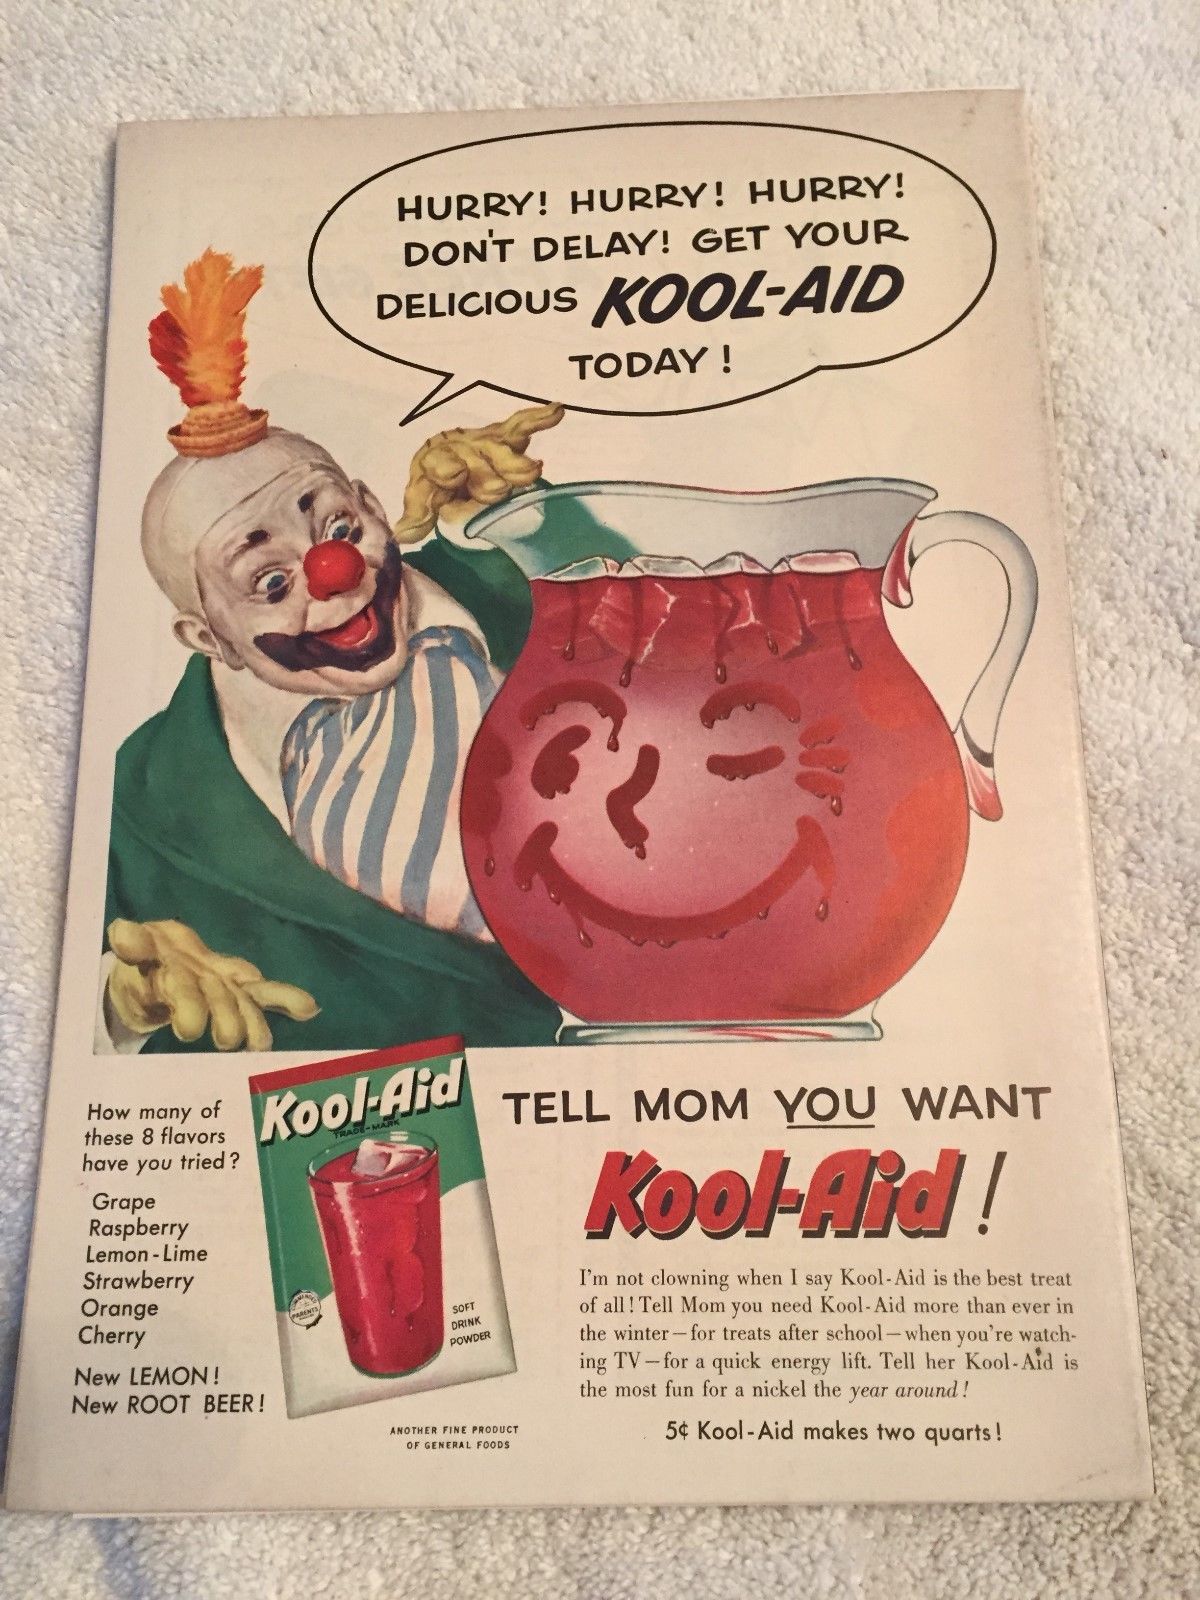 HURRY! HURRY! HURRY!
DON'T DELAY! GET YOUR
DELICIOUS KOOL-AID
TODAY!
How many of
these 8 flavors
have you tried?
Grape
Raspberry
Lemon-Lime
Strawberry
Orange
Cherry
New LEMON!
New ROOT BEER!
Kool-Aid
TRADE-MARK
PARENTS
SOFT
DRINK
POWDER
ANOTHER FINE PRODUCT
OF GENERAL FOODS
TELL MOM YOU WANT
Kool-Aid!
I'm not clowning when I say Kool-Aid is the best treat
of all! Tell Mom you need Kool-Aid more than ever in
the winter—for treats after school—when you're watch-
ing TV—for a quick energy lift. Tell her Kool-Aid is
the most fun for a nickel the year around!
5¢ Kool-Aid makes two quarts!